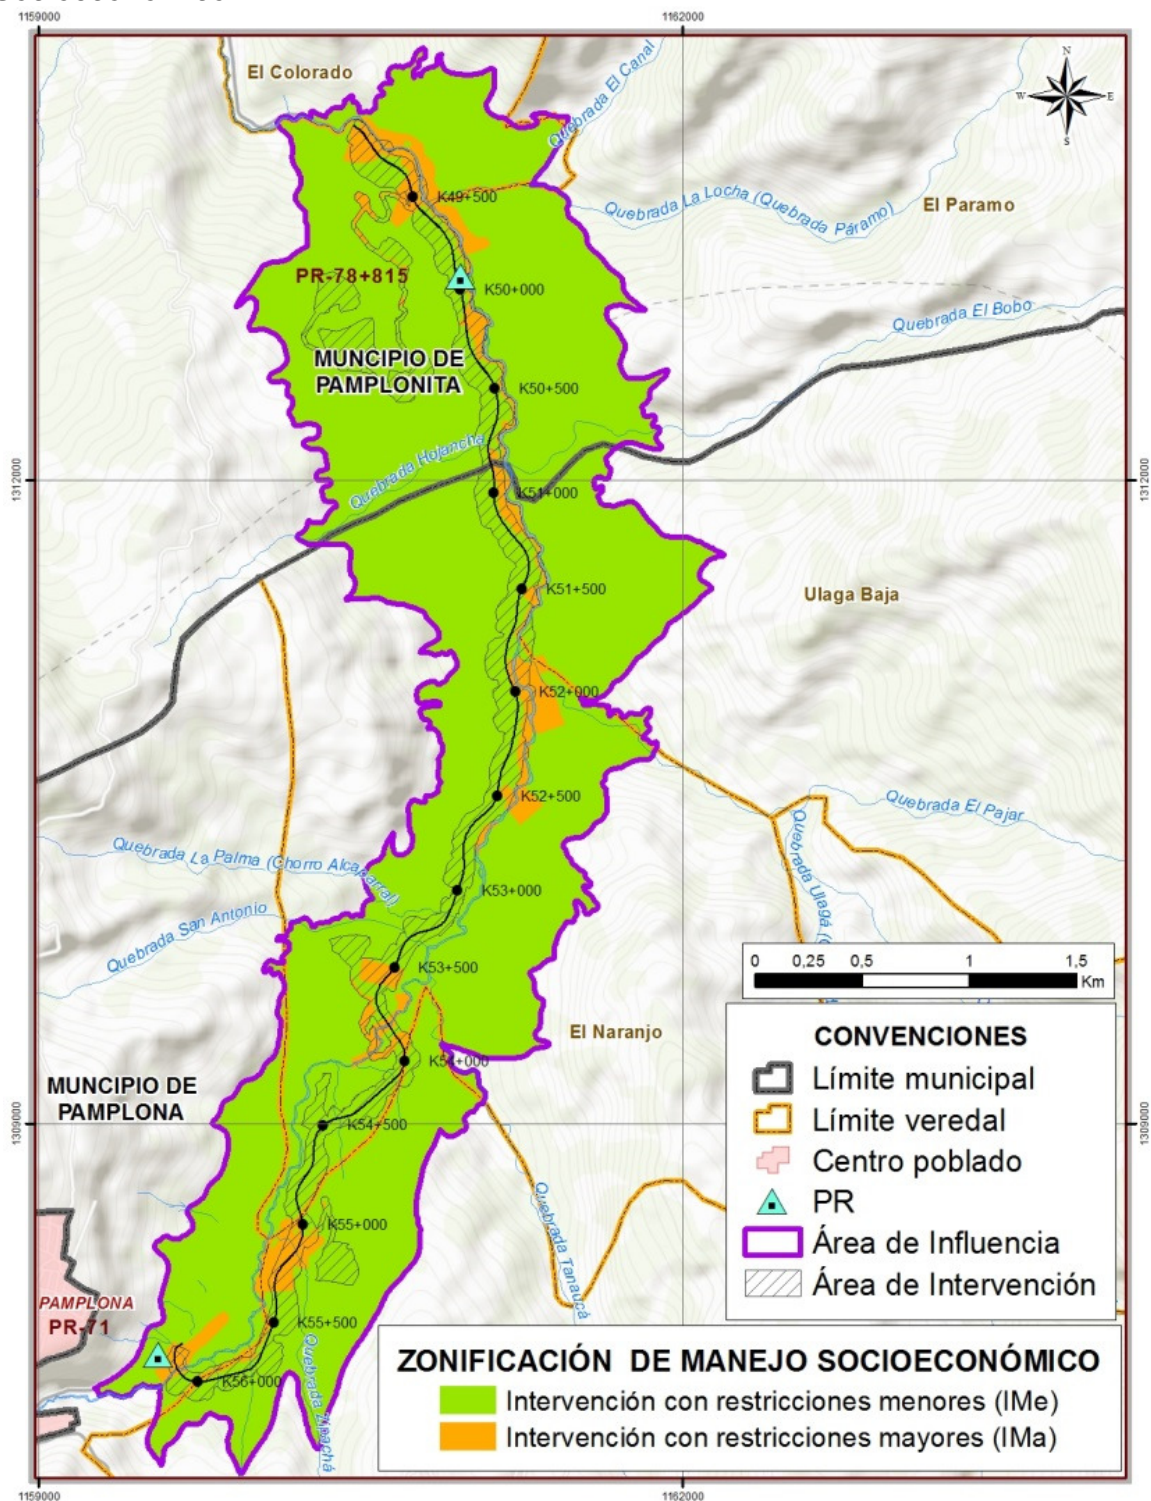 1159000
1162000
El Colorado
Quebrada El Canal
N
W
E
S
K49+500
Quebrada La Locha (Quebrada Páramo)
El Paramo
PR-78+815
K50+000
Quebrada El Bobo
MUNCIPIO DE
PAMPLONITA
K50+500
Quebrada Hojancha
1312000
K51+000
1312000
K51+500
Ulaga Baja
K52+000
K52+500
Quebrada El Pajar
Quebrada La Palma (Chorro Alcaparral)
Quebrada Ulagá (
K53+000
Quebrada San Antonio
K53+500
0
0,25
0,5
1
1,5
Km
El Naranjo
K54+000
MUNCIPIO DE
PAMPLONA
1309000
K54+500
1309000
CONVENCIONES
Límite municipal
Límite veredal
Centro poblado
PR
Área de Influencia
Área de Intervención
Quebrada Tanaucá
K55+000
PAMPLONA
PR-71
K55+500
K56+000
Quebrada Zipachá
ZONIFICACIÓN DE MANEJO SOCIOECONÓMICO
Intervención con restricciones menores (IMe)
Intervención con restricciones mayores (IMa)
1159000
1162000